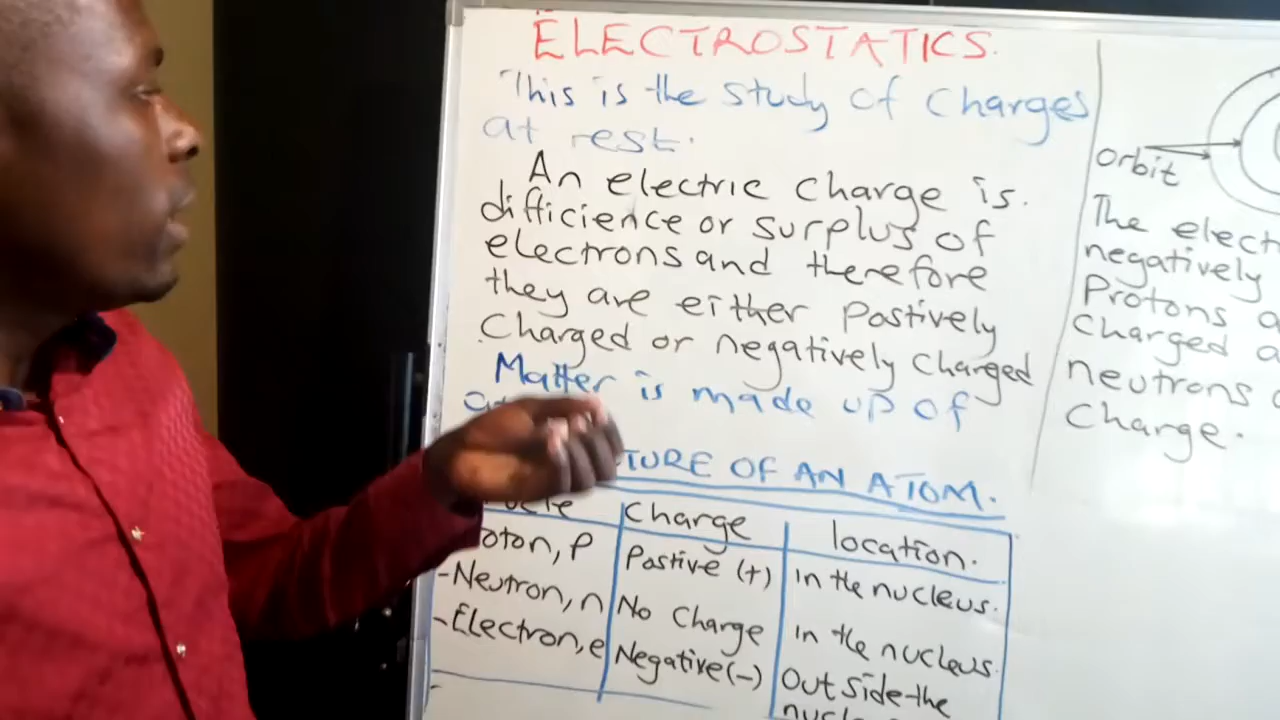 ELECTROSTATICS.
This is the study of Charges
at rest.
An electric charge is.
difficience or surplus of
electrons and therefore
they are either Postively
Charged or negatively charged
Matter is made up of
TURE OF AN ATOM.
Charge location.
oton, P Postive (+) in the nucleus.
-Neutron, n No Charge in the nucleus.
-Electron, e Negative (-) Out side-the
orbit
The elect
negatively
Protons a
Charged a
neutrons
Charge.